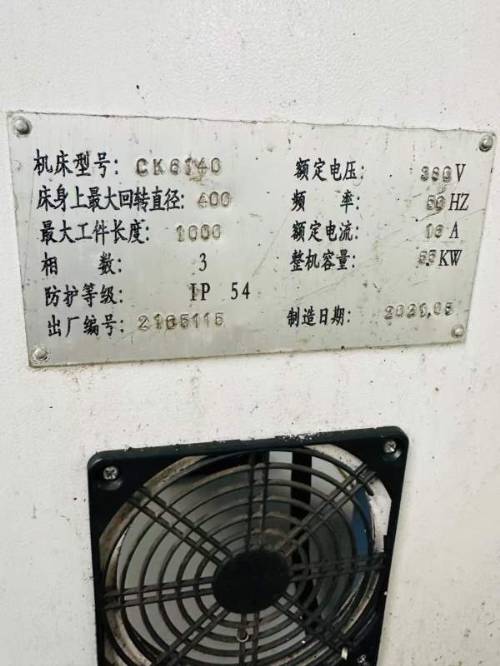 机床型号: CK6140 额定电压: 380V
床身上最大回转直径: 400 频 率: 50 HZ
最大工件长度: 1000 额定电流: A
相 数: 3 整机容量: KW
防护等级: IP 54
出厂编号: 2105115 制造日期: 2021.05